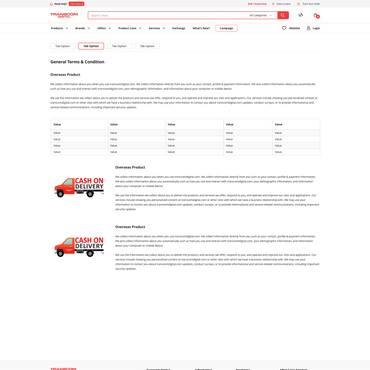 Need Help?
Track Your Order
TRANSCOM
DIGITAL
Search here
All Categories
0
Products
Brands
Offers
Product Lines
Services
Exchange
What's New?
Campaign
Wishlist
Login
Tab Option
Tab Option
Tab Option
Tab Option
General Terms & Condition
Overseas Product
We collect information about you when you use transcomdigital.com. We collect information directly from you such as your contact, profile & payment information. We also collect information about you automatically
such as how you use and interact with transcomdigital.com, your demographic information, and information about your computer or mobile device.
We use the information we collect about you to deliver the products and services we offer, respond to you, and operate and improve our sites and applications. Our services include showing you personalized content on
transcomdigital.com or other sites with which we have a business relationship with. We may use your information to contact you about transcomdigital.com updates, conduct surveys, or to provide informational and
service-related communications, including important security updates.
Value Value Value Value Value
Value Value Value Value Value
Value Value Value Value Value
Value Value Value Value Value
Value Value Value Value Value
CASH ON
DELIVERY
Overseas Product
We collect information about you when you use transcomdigital.com. We collect information directly from you such as your contact, profile & payment information.
We also collect information about you automatically such as how you use and interact with transcomdigital.com, your demographic information, and information
about your computer or mobile device.
We use the information we collect about you to deliver the products and services we offer, respond to you, and operate and improve our sites and applications. Our
services include showing you personalized content on transcomdigital.com or other sites with which we have a business relationship with. We may use your
information to contact you about transcomdigital.com updates, conduct surveys, or to provide informational and service-related communications, including important
security updates.
CASH ON
DELIVERY
Overseas Product
We collect information about you when you use transcomdigital.com. We collect information directly from you such as your contact, profile & payment information.
We also collect information about you automatically such as how you use and interact with transcomdigital.com, your demographic information, and information
about your computer or mobile device.
We use the information we collect about you to deliver the products and services we offer, respond to you, and operate and improve our sites and applications. Our
services include showing you personalized content on transcomdigital.com or other sites with which we have a business relationship with. We may use your
information to contact you about transcomdigital.com updates, conduct surveys, or to provide informational and service-related communications, including important
security updates.
TRANSCOM